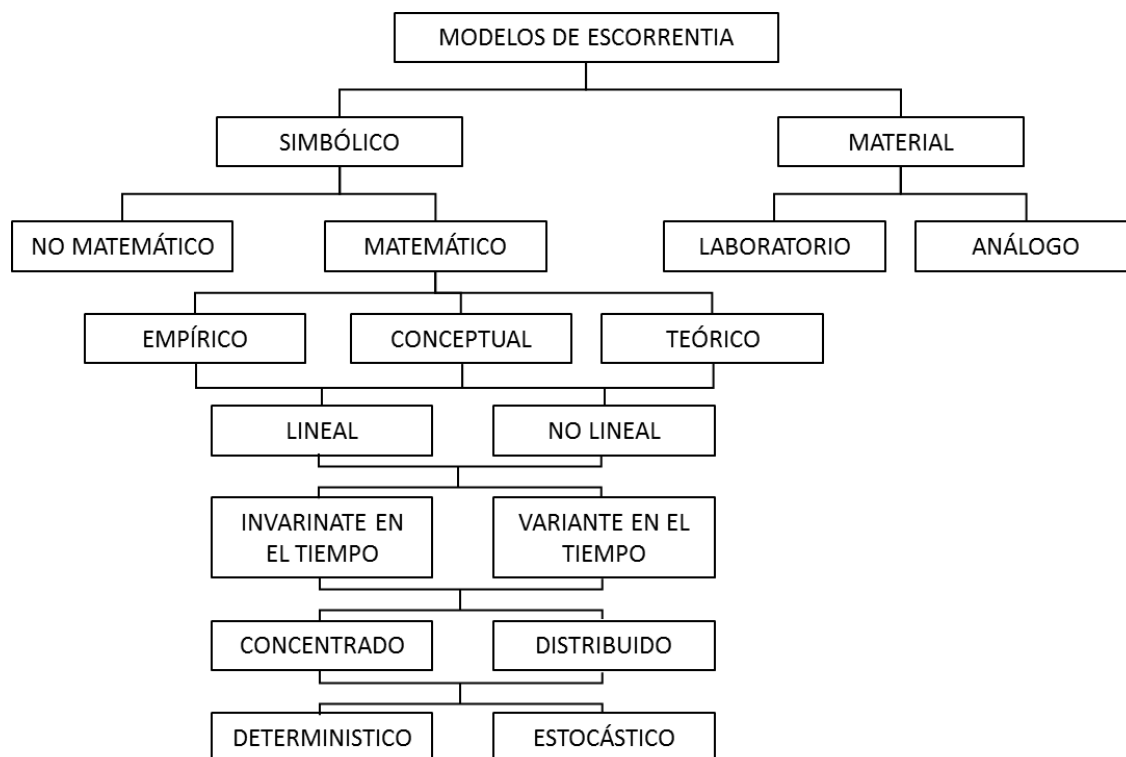 MODELOS DE ESCORRENTIA
SIMBÓLICO
MATERIAL
NO MATEMÁTICO
MATEMÁTICO
LABORATORIO
ANÁLOGO
EMPÍRICO
CONCEPTUAL
TEÓRICO
LINEAL
NO LINEAL
INVARINATE EN
EL TIEMPO
VARIANTE EN EL
TIEMPO
CONCENTRADO
DISTRIBUIDO
DETERMINISTICO
ESTOCÁSTICO